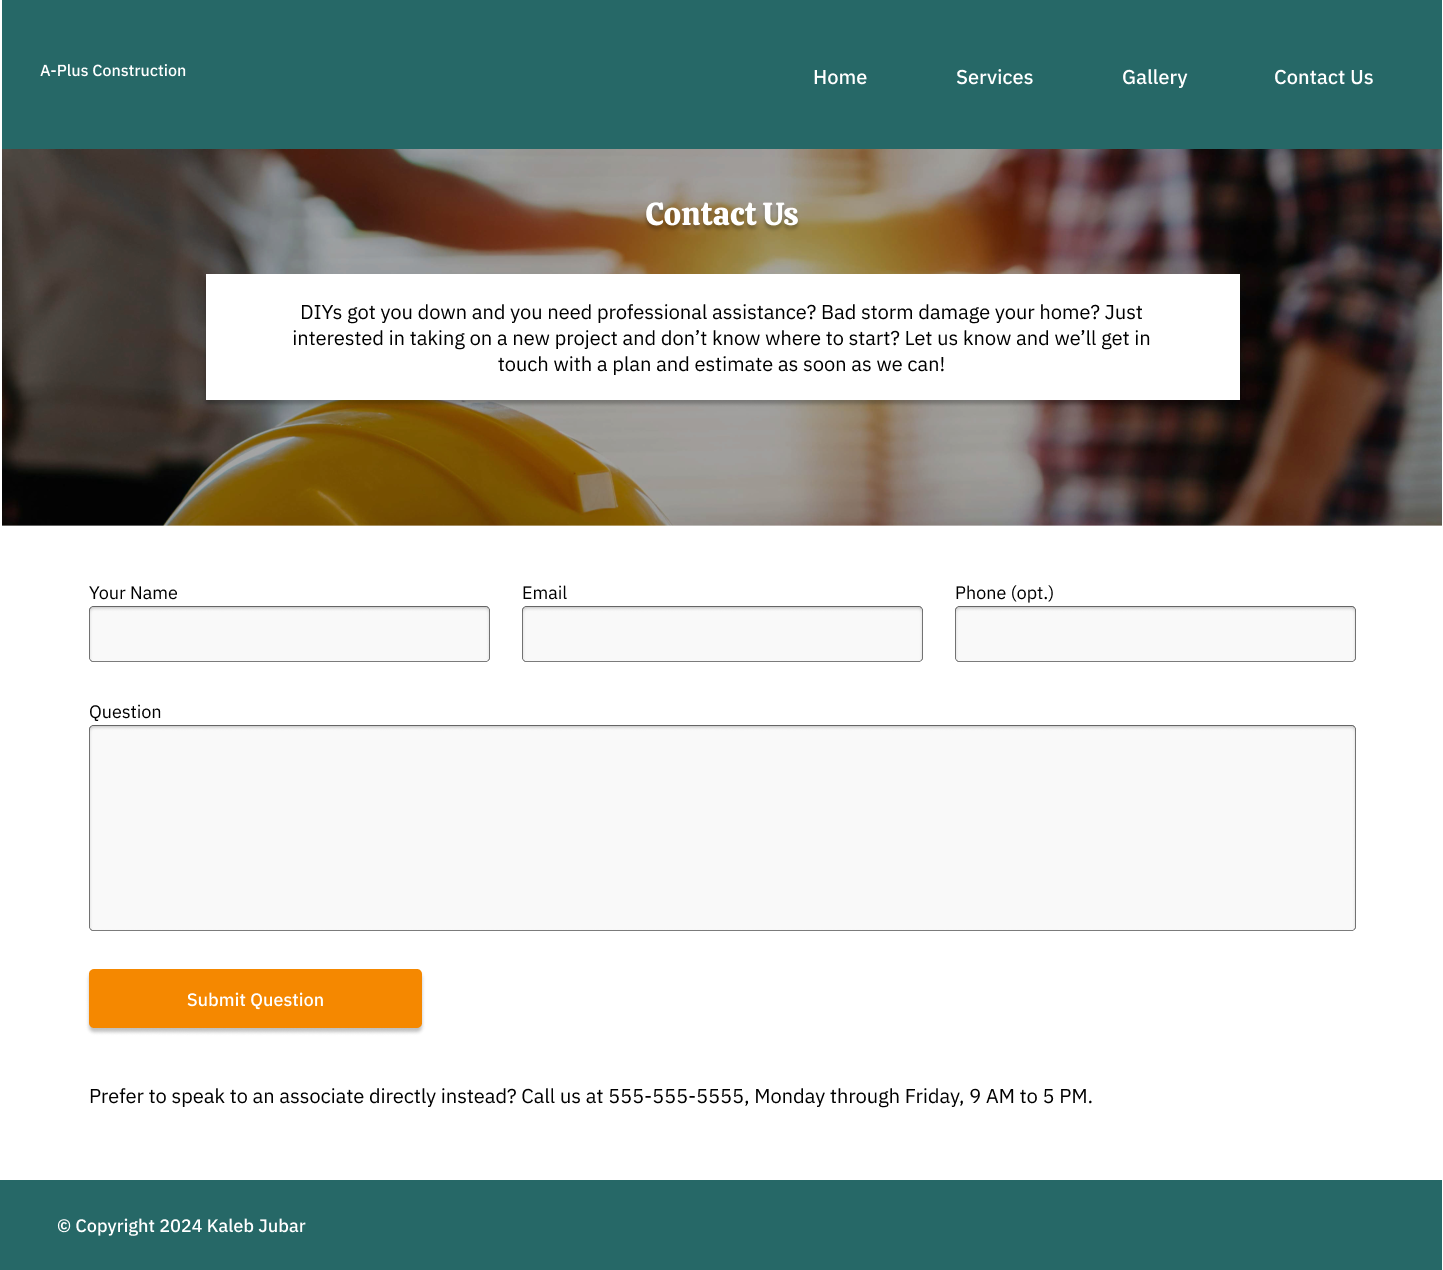 A-Plus Construction
Home
Services
Gallery
Contact Us
Contact Us
DIYs got you down and you need professional assistance? Bad storm damage your home? Just
interested in taking on a new project and don’t know where to start? Let us know and we’ll get in
touch with a plan and estimate as soon as we can!
Your Name
Email
Phone (opt.)
Question
Submit Question
Prefer to speak to an associate directly instead? Call us at 555-555-5555, Monday through Friday, 9 AM to 5 PM.
© Copyright 2024 Kaleb Jubar